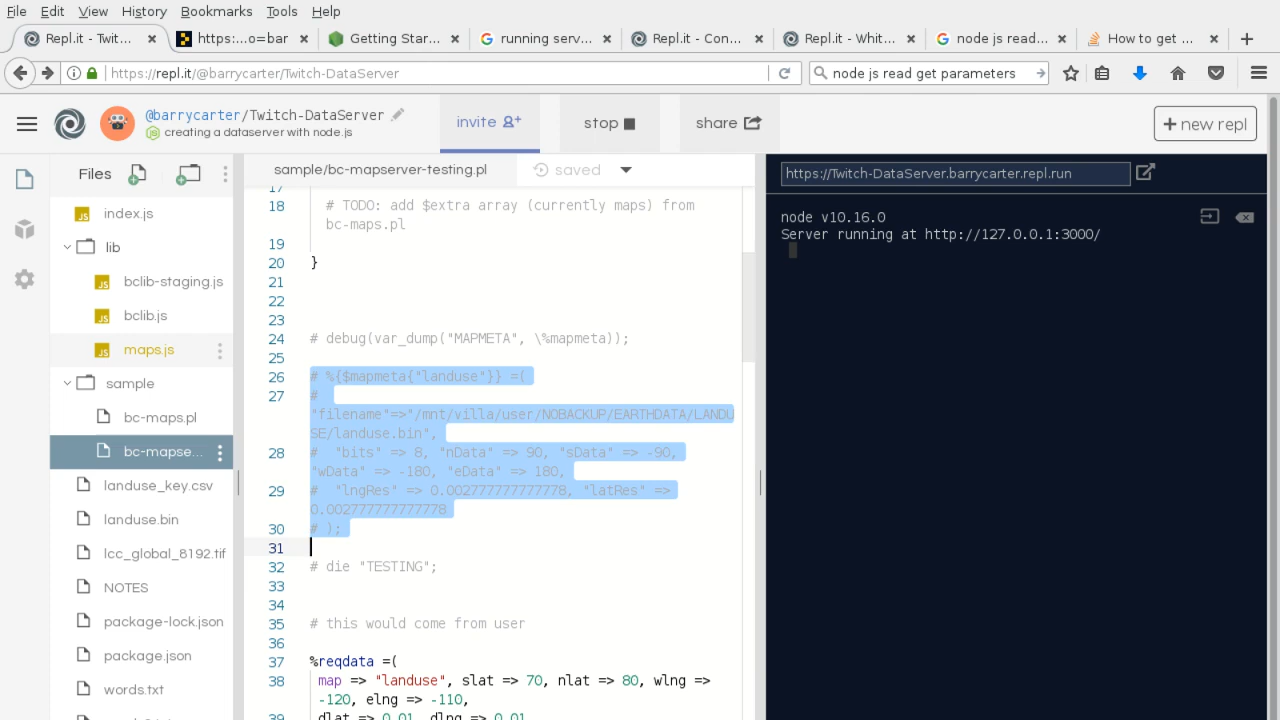 File Edit View History Bookmarks Tools Help
Repl.it - Twit… × https:…o=bar × Getting Star… × running serv… × Repl.it - Con… × Repl.it - Whit… × node js read… × How to get … ×
https://repl.it/@barrycarter/Twitch-DataServer node js read get parameters
@barrycarter/Twitch-DataServer
creating a dataserver with node.js
invite stop share + new repl
Files
index.js
lib
bclib-staging.js
bclib.js
maps.js
sample
bc-maps.pl
bc-mapse...
landuse_key.csv
landuse.bin
lcc_global_8192.tif
NOTES
package-lock.json
package.json
words.txt
sample/bc-mapserver-testing.pl saved
17
18 # TODO: add $extra array (currently maps) from
bc-maps.pl
19
20 }
21
22
23
24 # debug(var_dump("MAPMETA", \%mapmeta));
25
26 # %{$mapmeta{"landuse"}} =(
27 #
"filename"=>"/mnt/villa/user/NOBACKUP/EARTHDATA/LANDU
SE/landuse.bin",
28 #  "bits" => 8, "nData" => 90, "sData" => -90,
"wData" => -180, "eData" => 180,
29 #  "lngRes" => 0.002777777777778, "latRes" =>
0.002777777777778
30 # );
31
32 # die "TESTING";
33
34
35 # this would come from user
36
37 %reqdata =(
38 map => "landuse", slat => 70, nlat => 80, wlng =>
-120, elng => -110,
39 dlat => 0.01, dlng => 0.01
https://Twitch-DataServer.barrycarter.repl.run
node v10.16.0
Server running at http://127.0.0.1:3000/